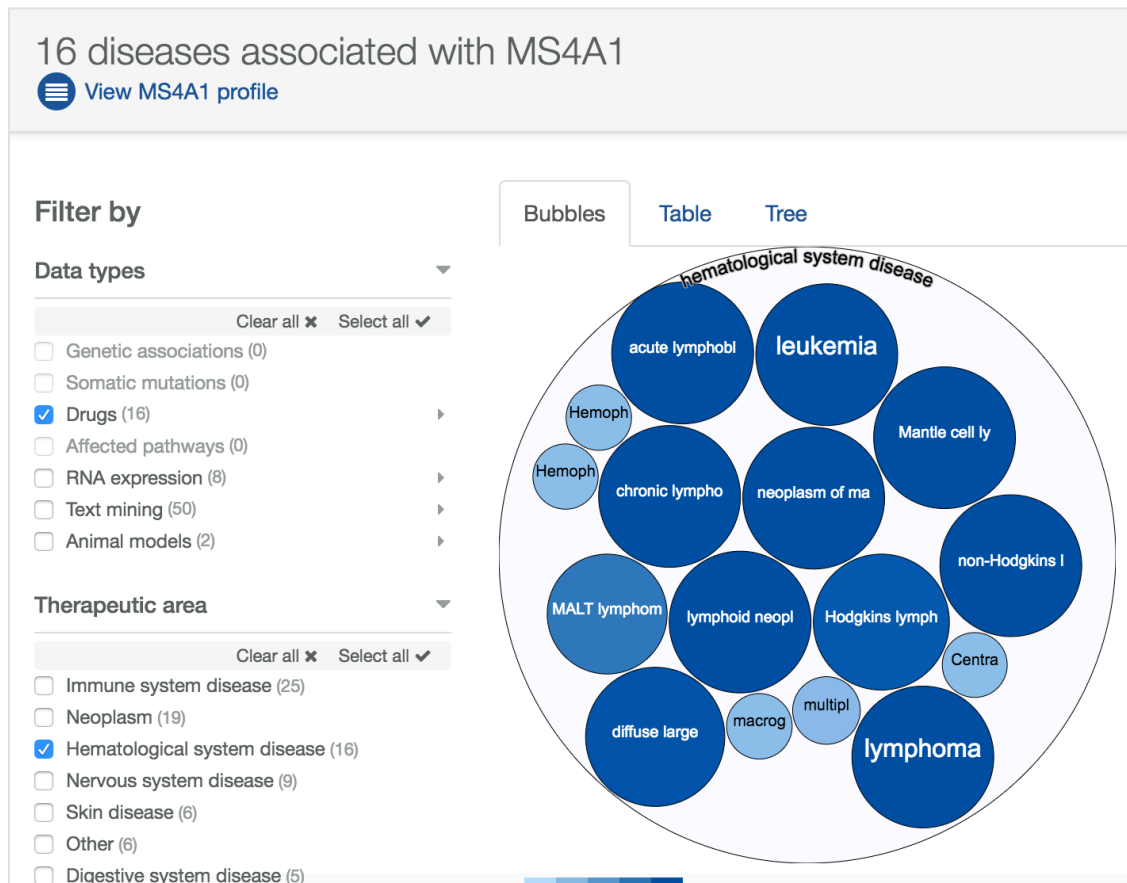 16 diseases associated with MS4A1
View MS4A1 profile
Filter by
Data types
Clear all ✖ Select all ✔
Genetic associations (0)
Somatic mutations (0)
Drugs (16)
Affected pathways (0)
RNA expression (8)
Text mining (50)
Animal models (2)
Therapeutic area
Clear all ✖ Select all ✔
Immune system disease (25)
Neoplasm (19)
Hematological system disease (16)
Nervous system disease (9)
Skin disease (6)
Other (6)
Digestive system disease (5)
Bubbles Table Tree
hematological system disease
acute lymphobl
leukemia
Hemoph
Mantle cell ly
Hemoph
chronic lympho
neoplasm of ma
non-Hodgkins l
MALT lymphom
lymphoid neopl
Hodgkins lymph
Centra
diffuse large
macrog
multipl
lymphoma